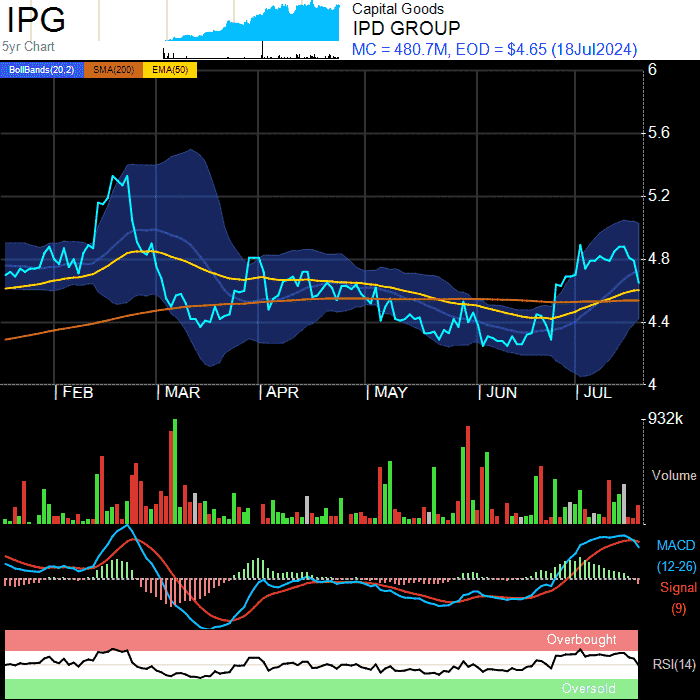 IPG
5yr Chart
Capital Goods
IPD GROUP
MC = 480.7M, EOD = $4.65 (18Jul2024)
BollBands(20,2) SMA(200) EMA(50)
6
5.6
5.2
4.8
4.4
4
FEB MAR APR MAY JUN JUL
932k
Volume
MACD
(12-26)
Signal
(9)
Overbought
RSI(14)
Oversold